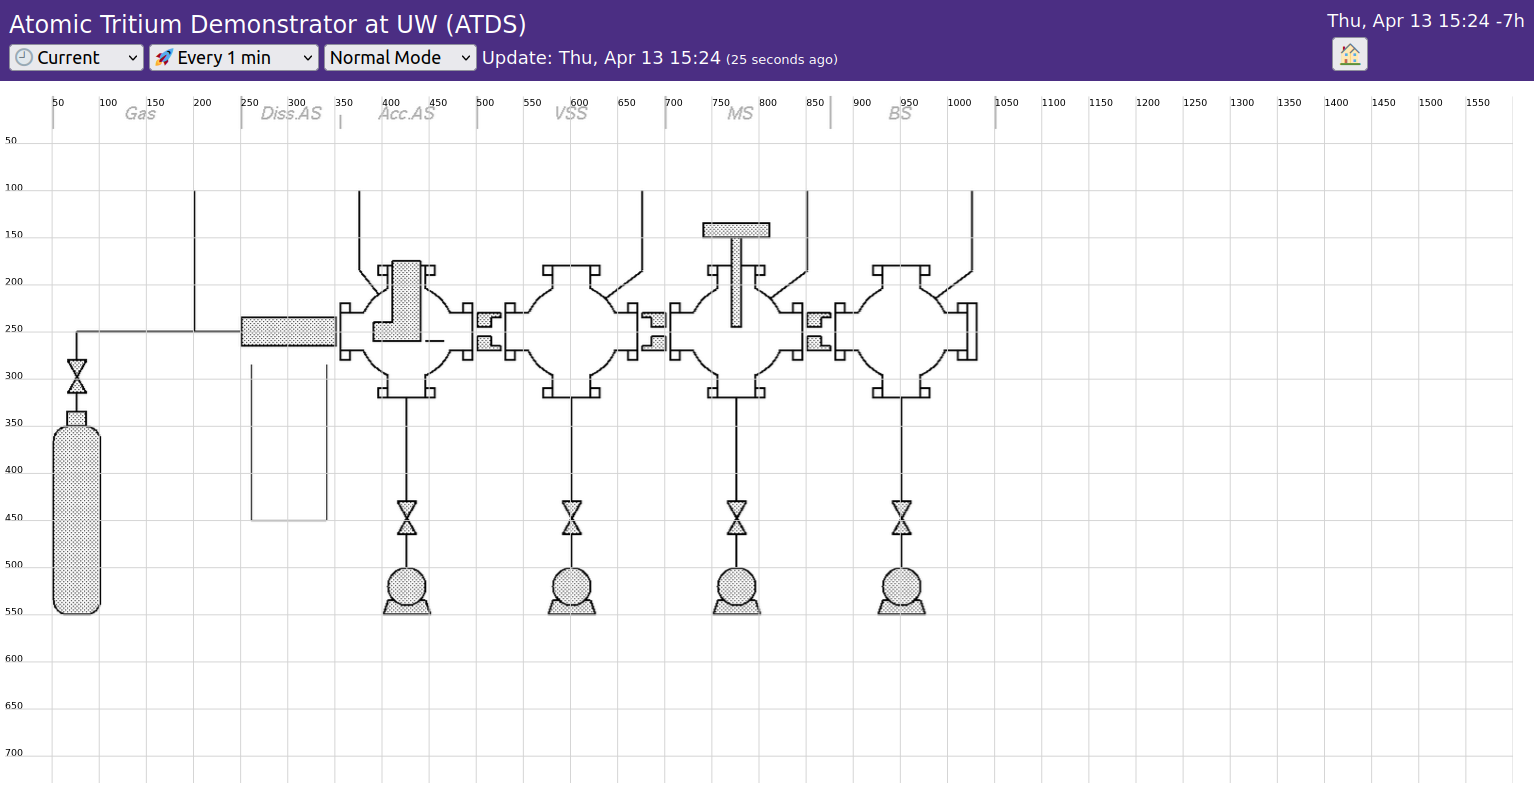 Atomic Tritium Demonstrator at UW (ATDS)
Thu, Apr 13 15:24 -7h
Current Every 1 min Normal Mode Update: Thu, Apr 13 15:24 (25 seconds ago)
50 100 150 200 250 300 350 400 450 500 550 600 650 700 750 800 850 900 950 1000 1050 1100 1150 1200 1250 1300 1350 1400 1450 1500 1550
Gas Diss.AS Acc.AS VSS MS BS
50
100
150
200
250
300
350
400
450
500
550
600
650
700